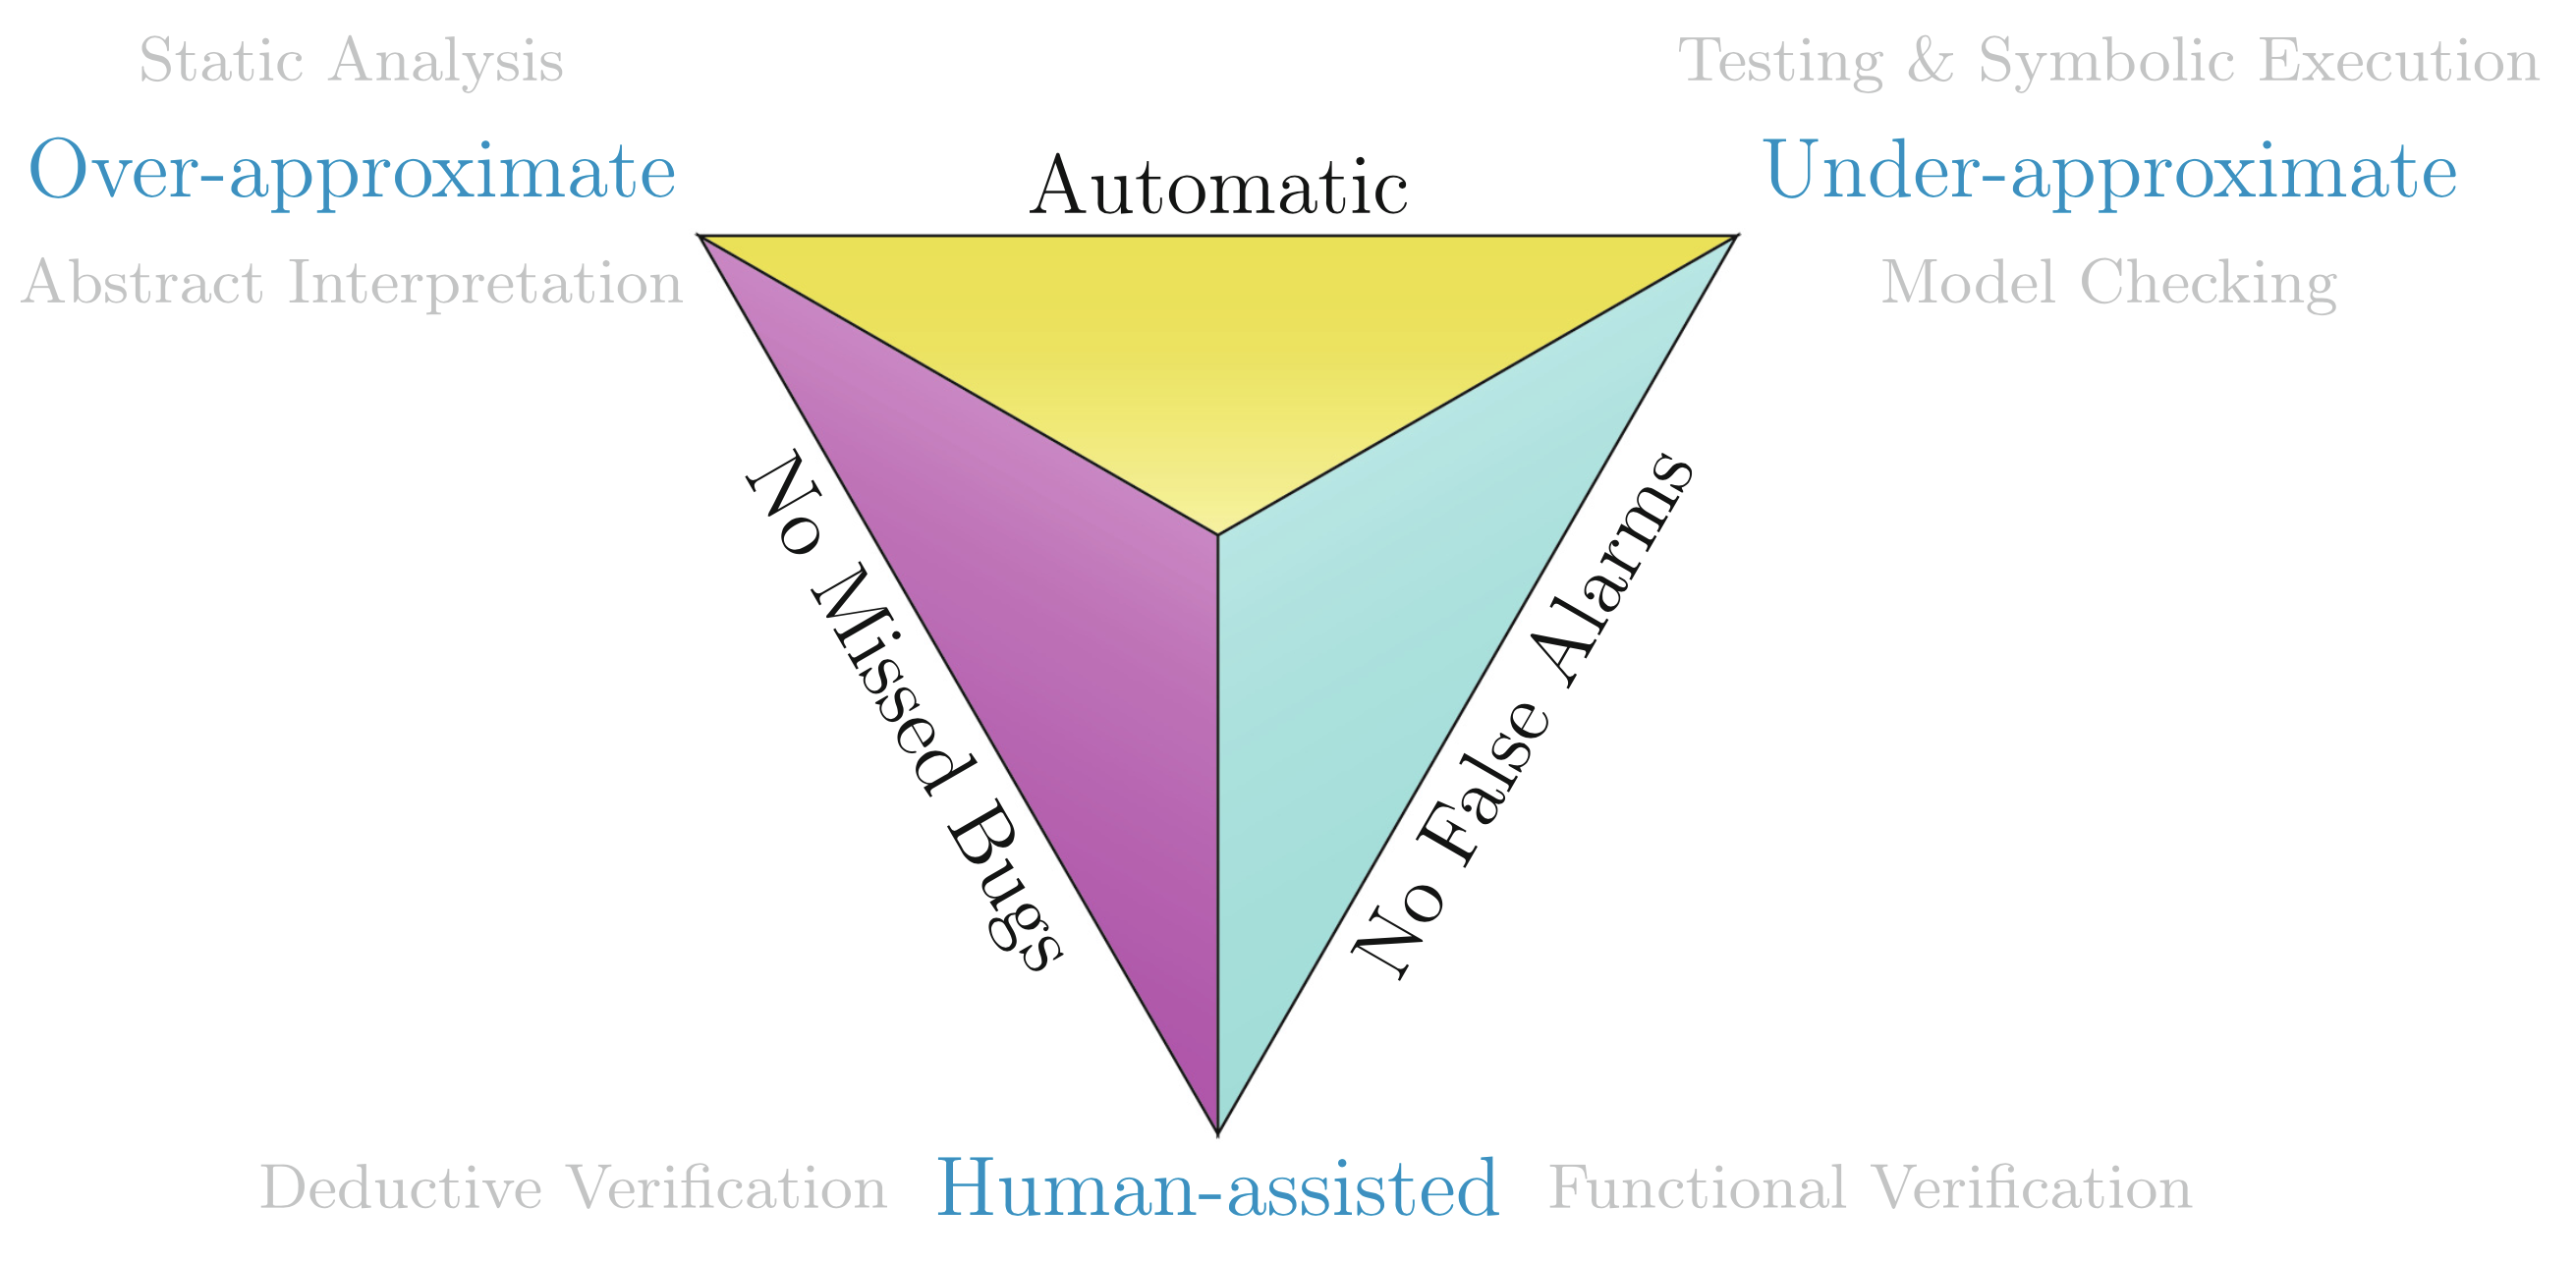 Static Analysis
Over-approximate
Abstract Interpretation
Testing & Symbolic Execution
Under-approximate
Model Checking
Automatic
No Missed Bugs
No False Alarms
Deductive Verification
Human-assisted
Functional Verification